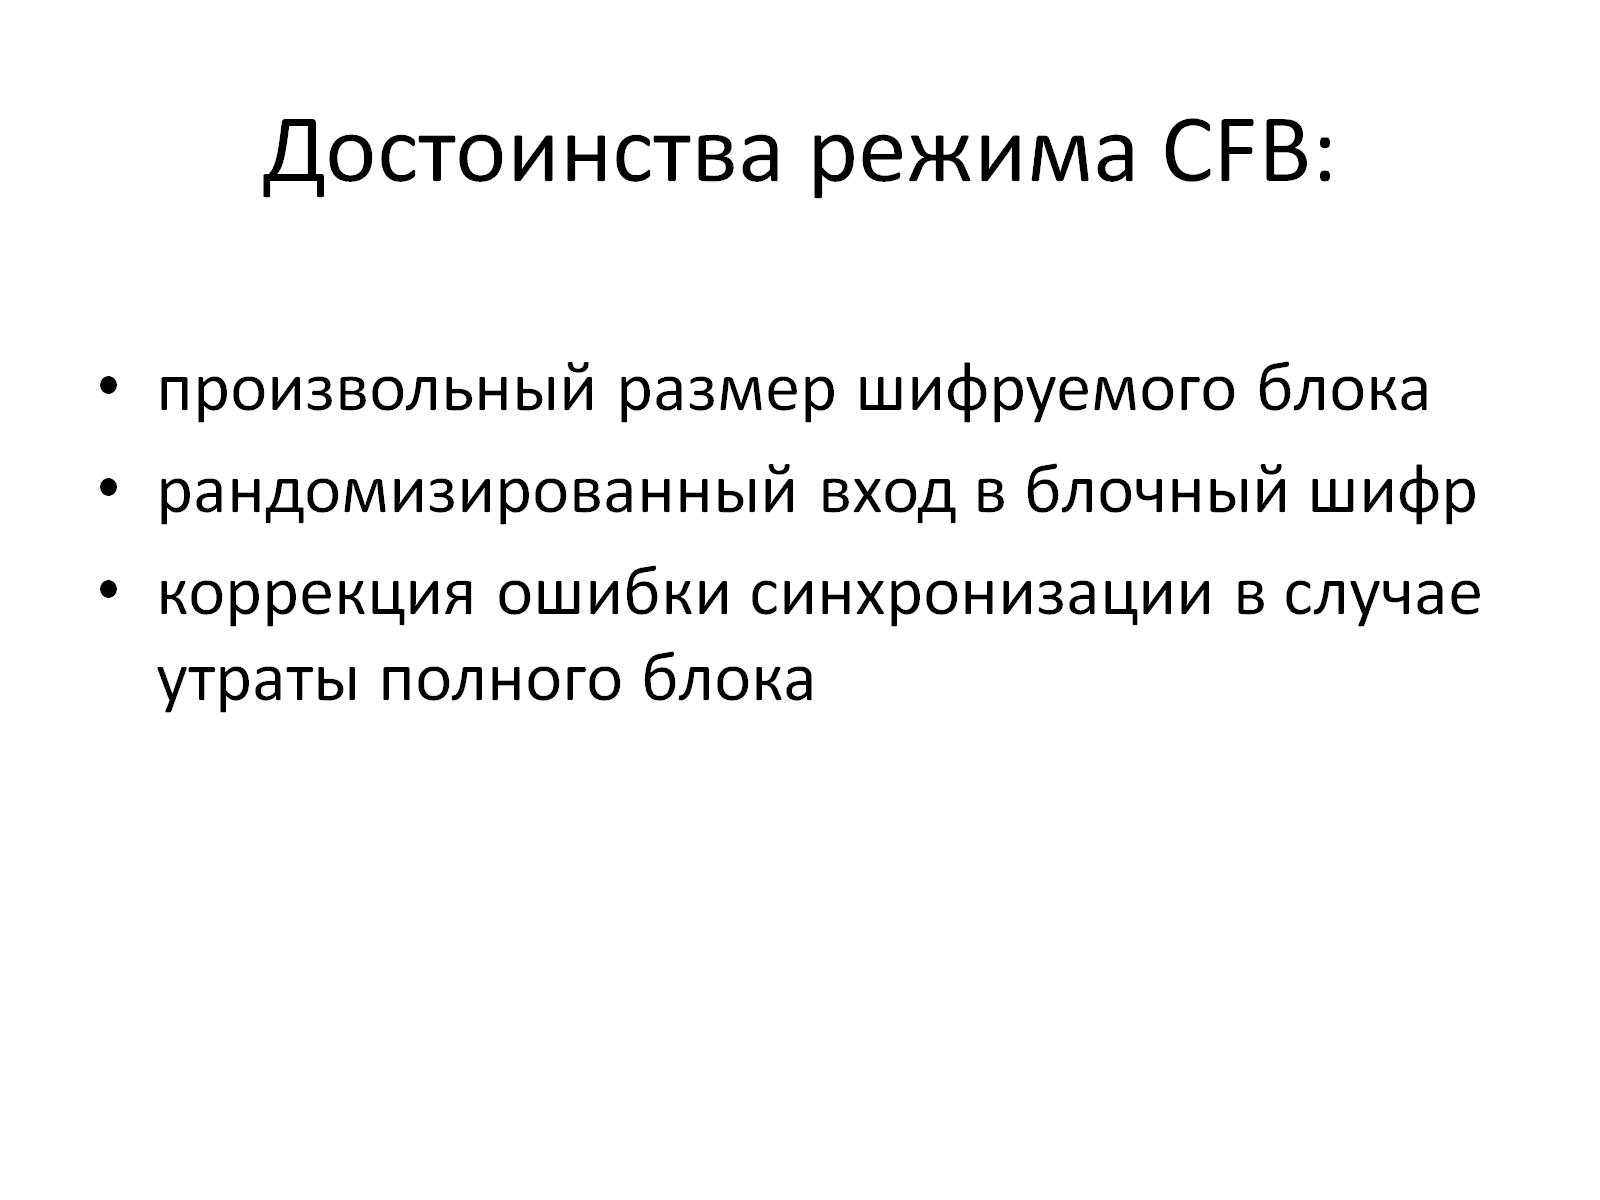 Достоинства режима CFB:
• произвольный размер шифруемого блока
• рандомизированный вход в блочный шифр
• коррекция ошибки синхронизации в случае
утраты полного блока